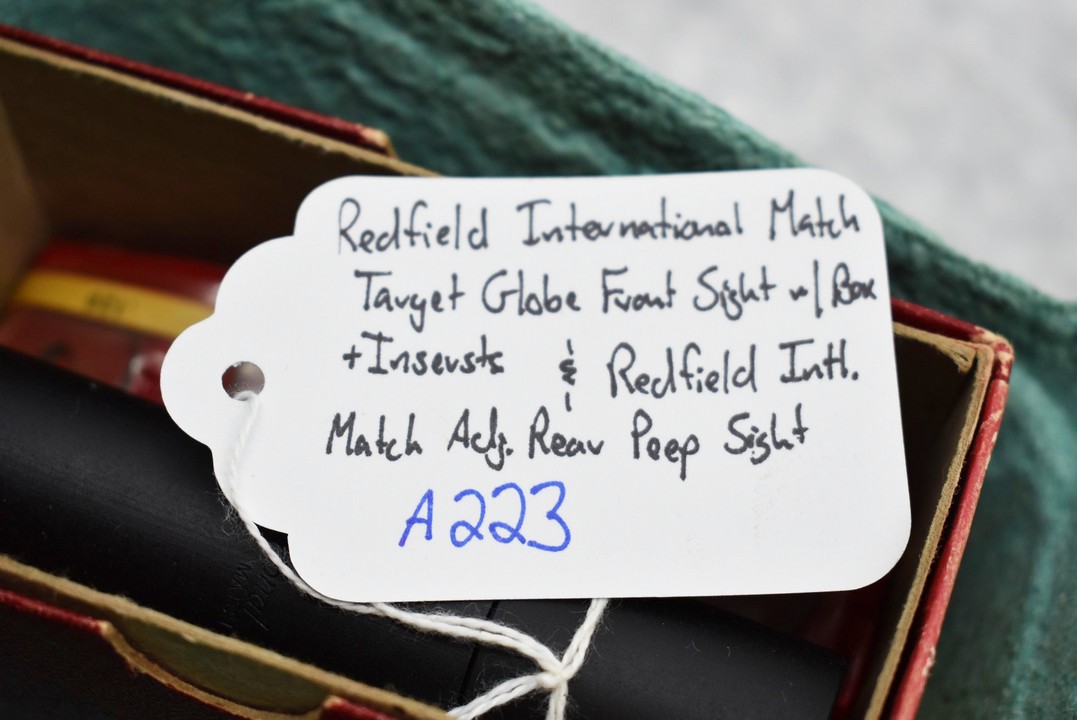 Redfield International Match
Target Globe Front Sight w/ Box
+ Inserts & Redfield Intl.
Match Adj. Rear Peep Sight
A223